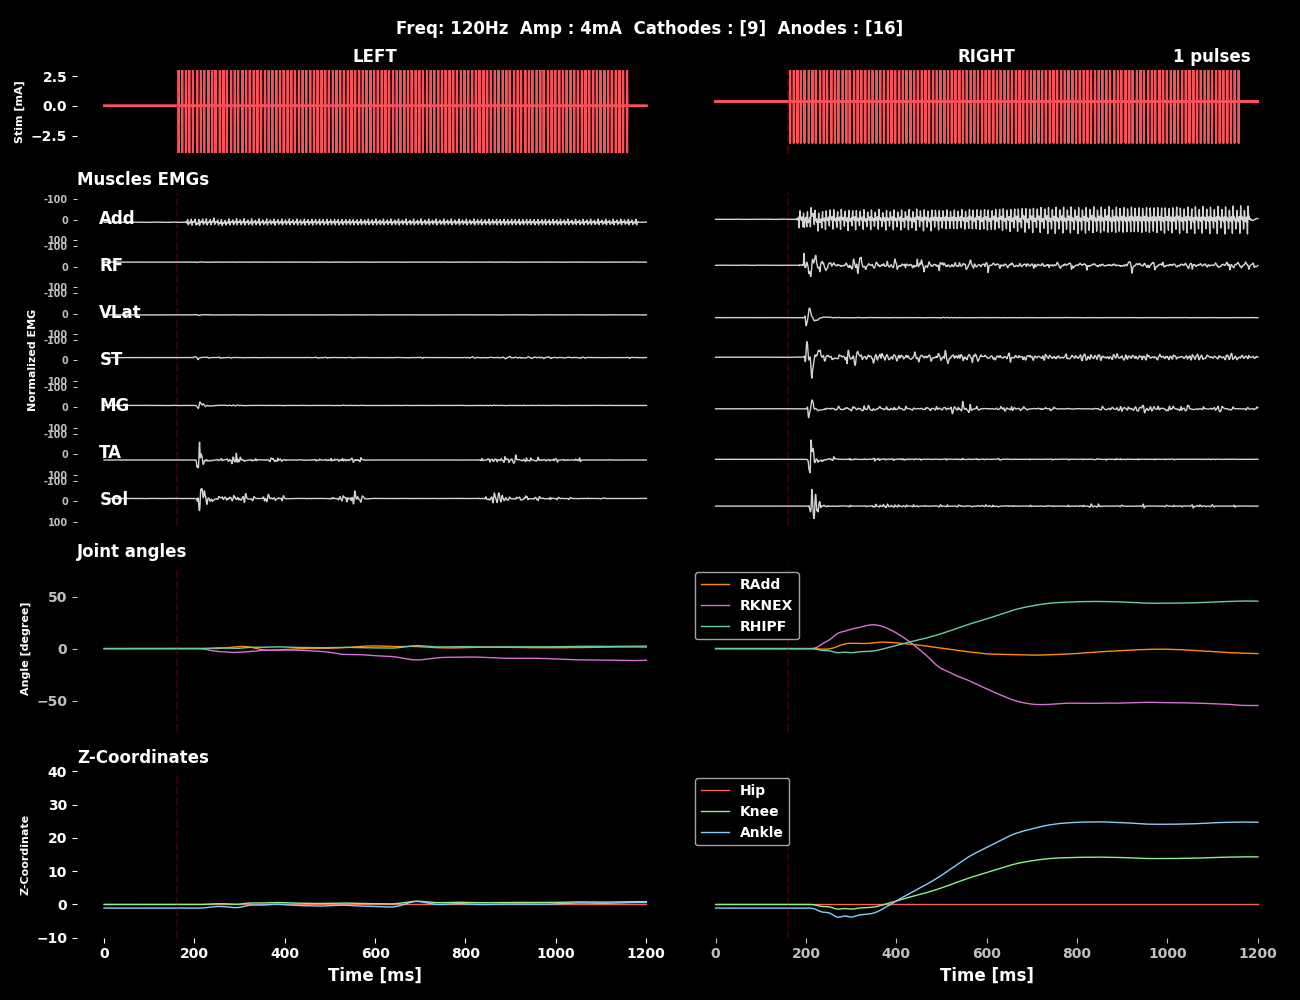 Freq: 120Hz  Amp : 4mA  Cathodes : [9]  Anodes : [16]
LEFT
RIGHT
1 pulses
Stim [mA]
2.5
0.0
−2.5
Muscles EMGs
Normalized EMG
-100
0
100
Add
-100
0
100
RF
-100
0
100
VLat
-100
0
100
ST
-100
0
100
MG
-100
0
100
TA
-100
0
100
Sol
Joint angles
Angle [degree]
50
0
−50
RAdd
RKNEX
RHIPF
Z-Coordinates
Z-Coordinate
40
30
20
10
0
−10
Hip
Knee
Ankle
0 200 400 600 800 1000 1200
0 200 400 600 800 1000 1200
Time [ms]
Time [ms]